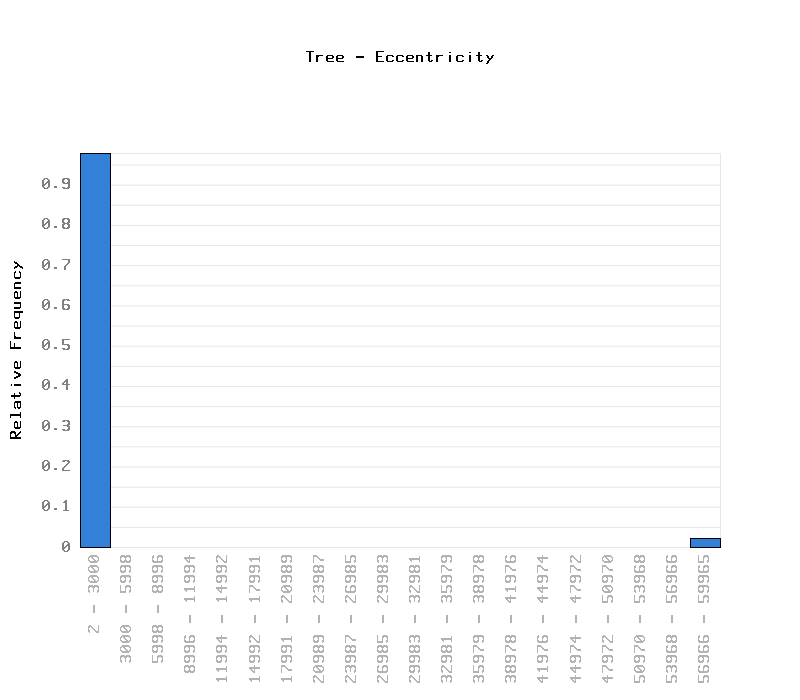 Tree - Eccentricity
Relative Frequency
0.9
0.8
0.7
0.6
0.5
0.4
0.3
0.2
0.1
0
2 - 3000
3000 - 5998
5998 - 8996
8996 - 11994
11994 - 14992
14992 - 17991
17991 - 20989
20989 - 23987
23987 - 26985
26985 - 29983
29983 - 32981
32981 - 35979
35979 - 38978
38978 - 41976
41976 - 44974
44974 - 47972
47972 - 50970
50970 - 53968
53968 - 56966
56966 - 59965